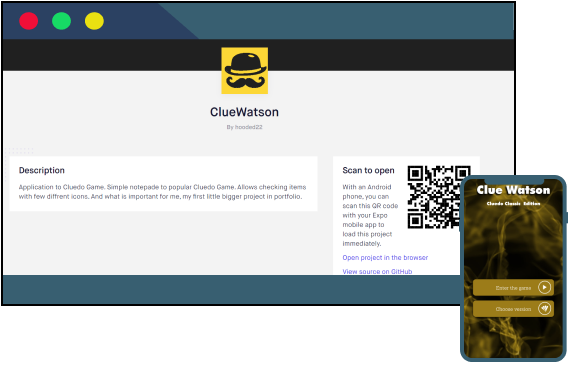 ClueWatson
By hooded22
Description
Application to Cluedo Game. Simple notepade to popular Cluedo Game. Allows checking items
with few diffrent icons. And what is important for me, my first little bigger project in portfolio.
Scan to open
With an Android
phone, you can
scan this QR code
with your Expo
mobile app to
load this project
immediately.
Open project in the browser
View source on GitHub
Clue Watson
Cluedo Classic Edition
Enter the game
Choose version